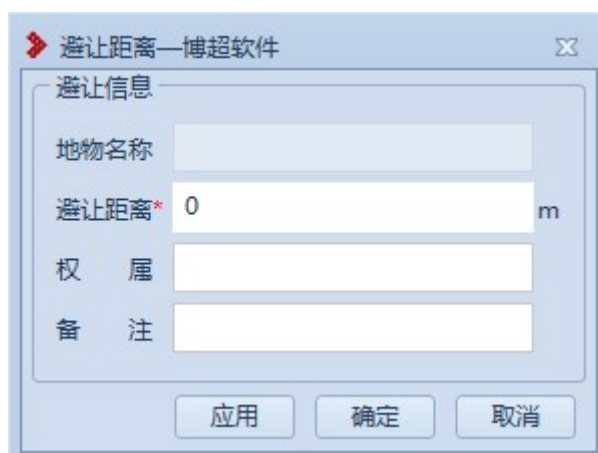 避让距离—博超软件
避让信息
地物名称
避让距离* 0 m
权 属
备 注
应用 确定 取消